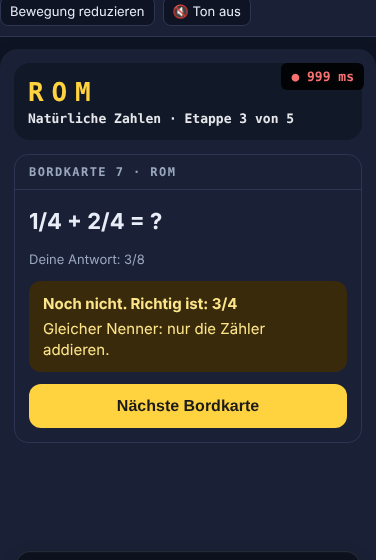 Bewegung reduzieren
🔇 Ton aus
ROM
● 999 ms
Natürliche Zahlen · Etappe 3 von 5
BORDKARTE 7 · ROM
1/4 + 2/4 = ?
Deine Antwort: 3/8
Noch nicht. Richtig ist: 3/4
Gleicher Nenner: nur die Zähler
addieren.
Nächste Bordkarte